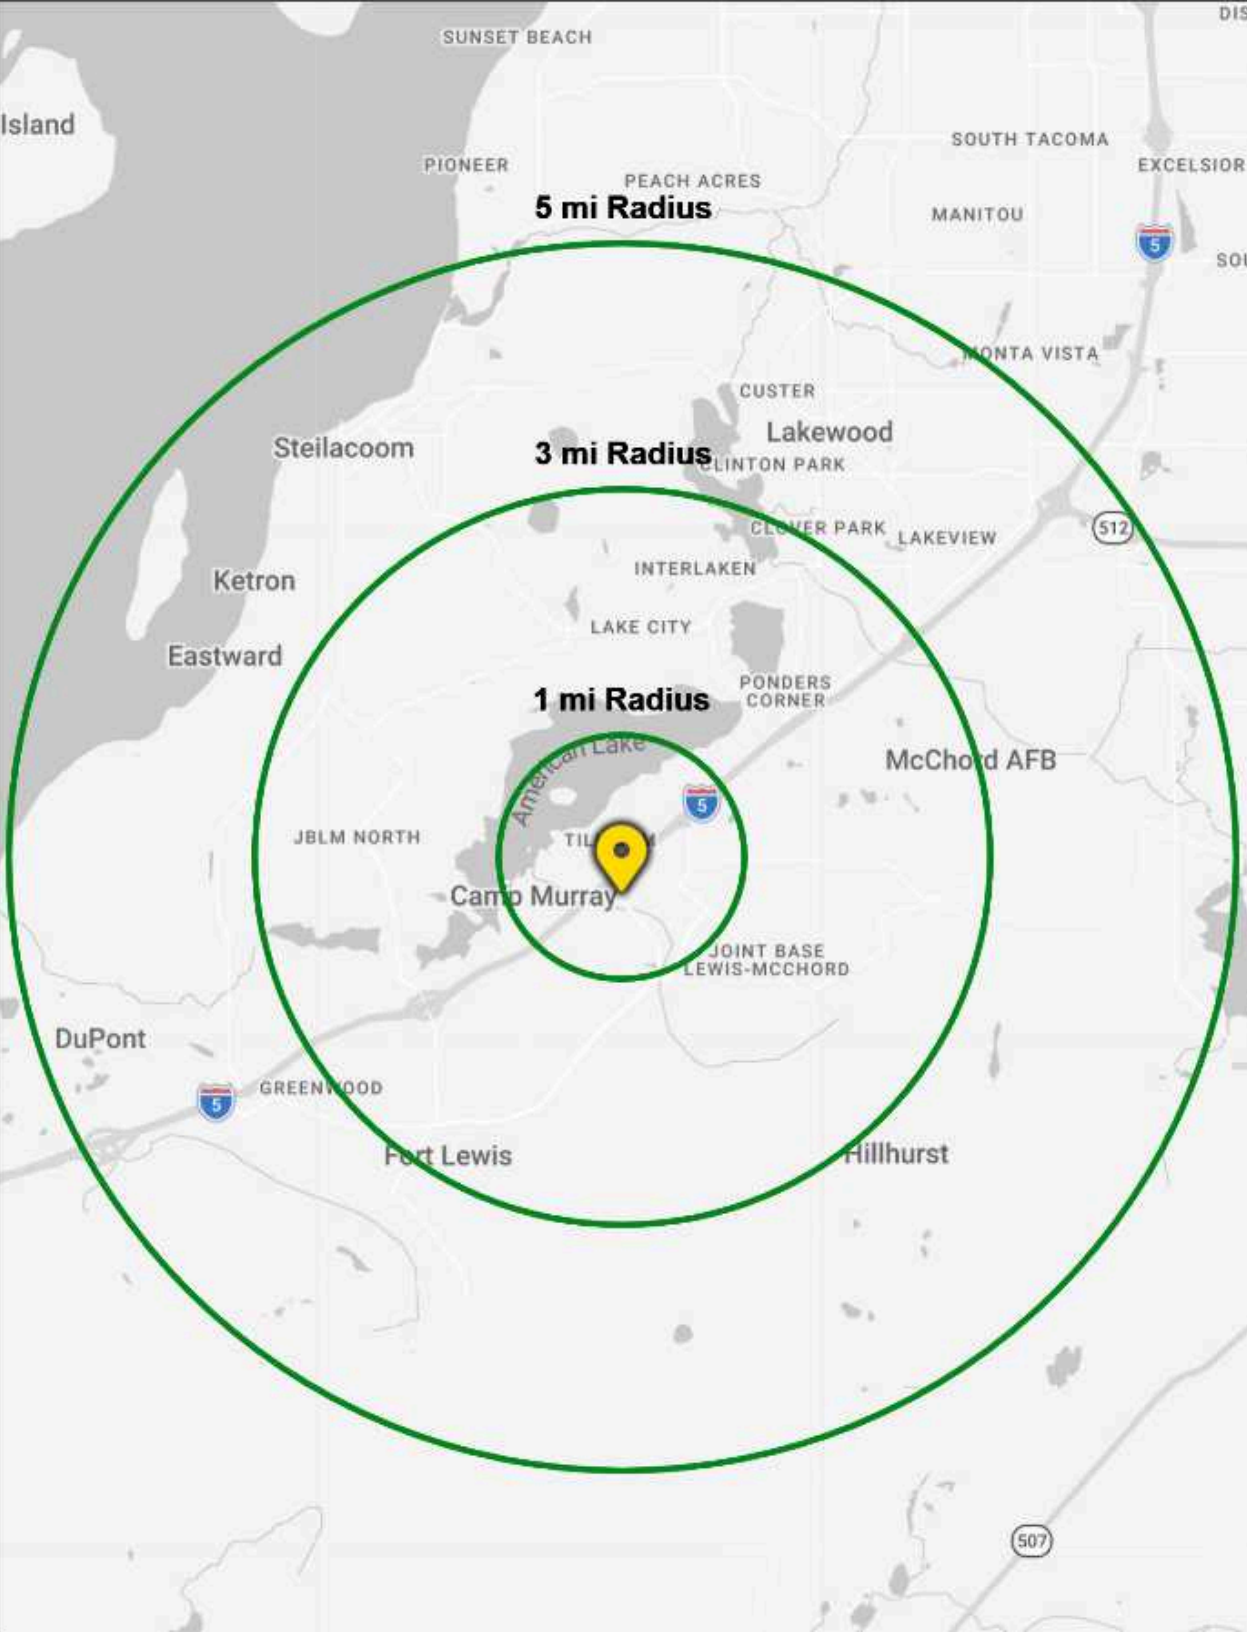 DIS
SUNSET BEACH
Island
SOUTH TACOMA
PIONEER
EXCELSIOR
PEACH ACRES
5 mi Radius
MANITOU
5
SOU
MONTA VISTA
CUSTER
Lakewood
Steilacoom
3 mi Radius
CLINTON PARK
CLOVER PARK
512
LAKEVIEW
INTERLAKEN
Ketron
LAKE CITY
Eastward
PONDERS
CORNER
1 mi Radius
American Lake
McChord AFB
5
JBLM NORTH
Camp Murray
JOINT BASE
LEWIS-MCCHORD
DuPont
GREENWOOD
5
Fort Lewis
Hillhurst
507